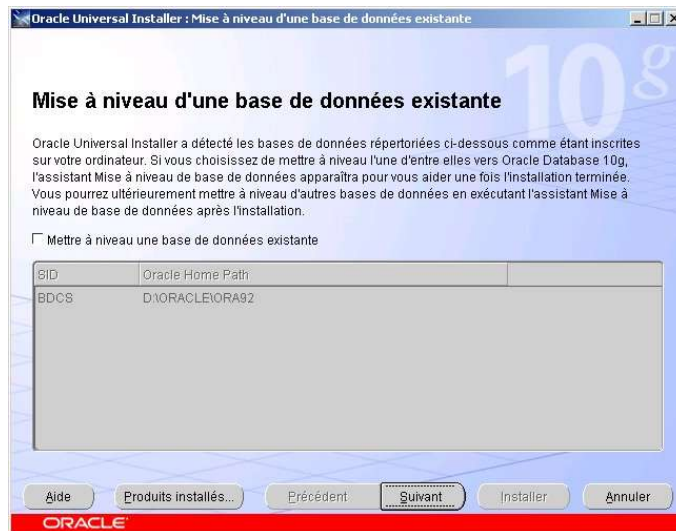 Oracle Universal Installer : Mise à niveau d'une base de données existante
10g
Mise à niveau d'une base de données existante
Oracle Universal Installer a détecté les bases de données répertoriées ci-dessous comme étant inscrites
sur votre ordinateur. Si vous choisissez de mettre à niveau l'une d'entre elles vers Oracle Database 10g,
l'assistant Mise à niveau de base de données apparaîtra pour vous aider une fois l'installation terminée.
Vous pourrez ultérieurement mettre à niveau d'autres bases de données en exécutant l'assistant Mise à
niveau de base de données après l'installation.
Mettre à niveau une base de données existante
SID Oracle Home Path
BDCS D:\ORACLE\ORA92
Aide Produits installés... Précédent Suivant Installer Annuler
ORACLE